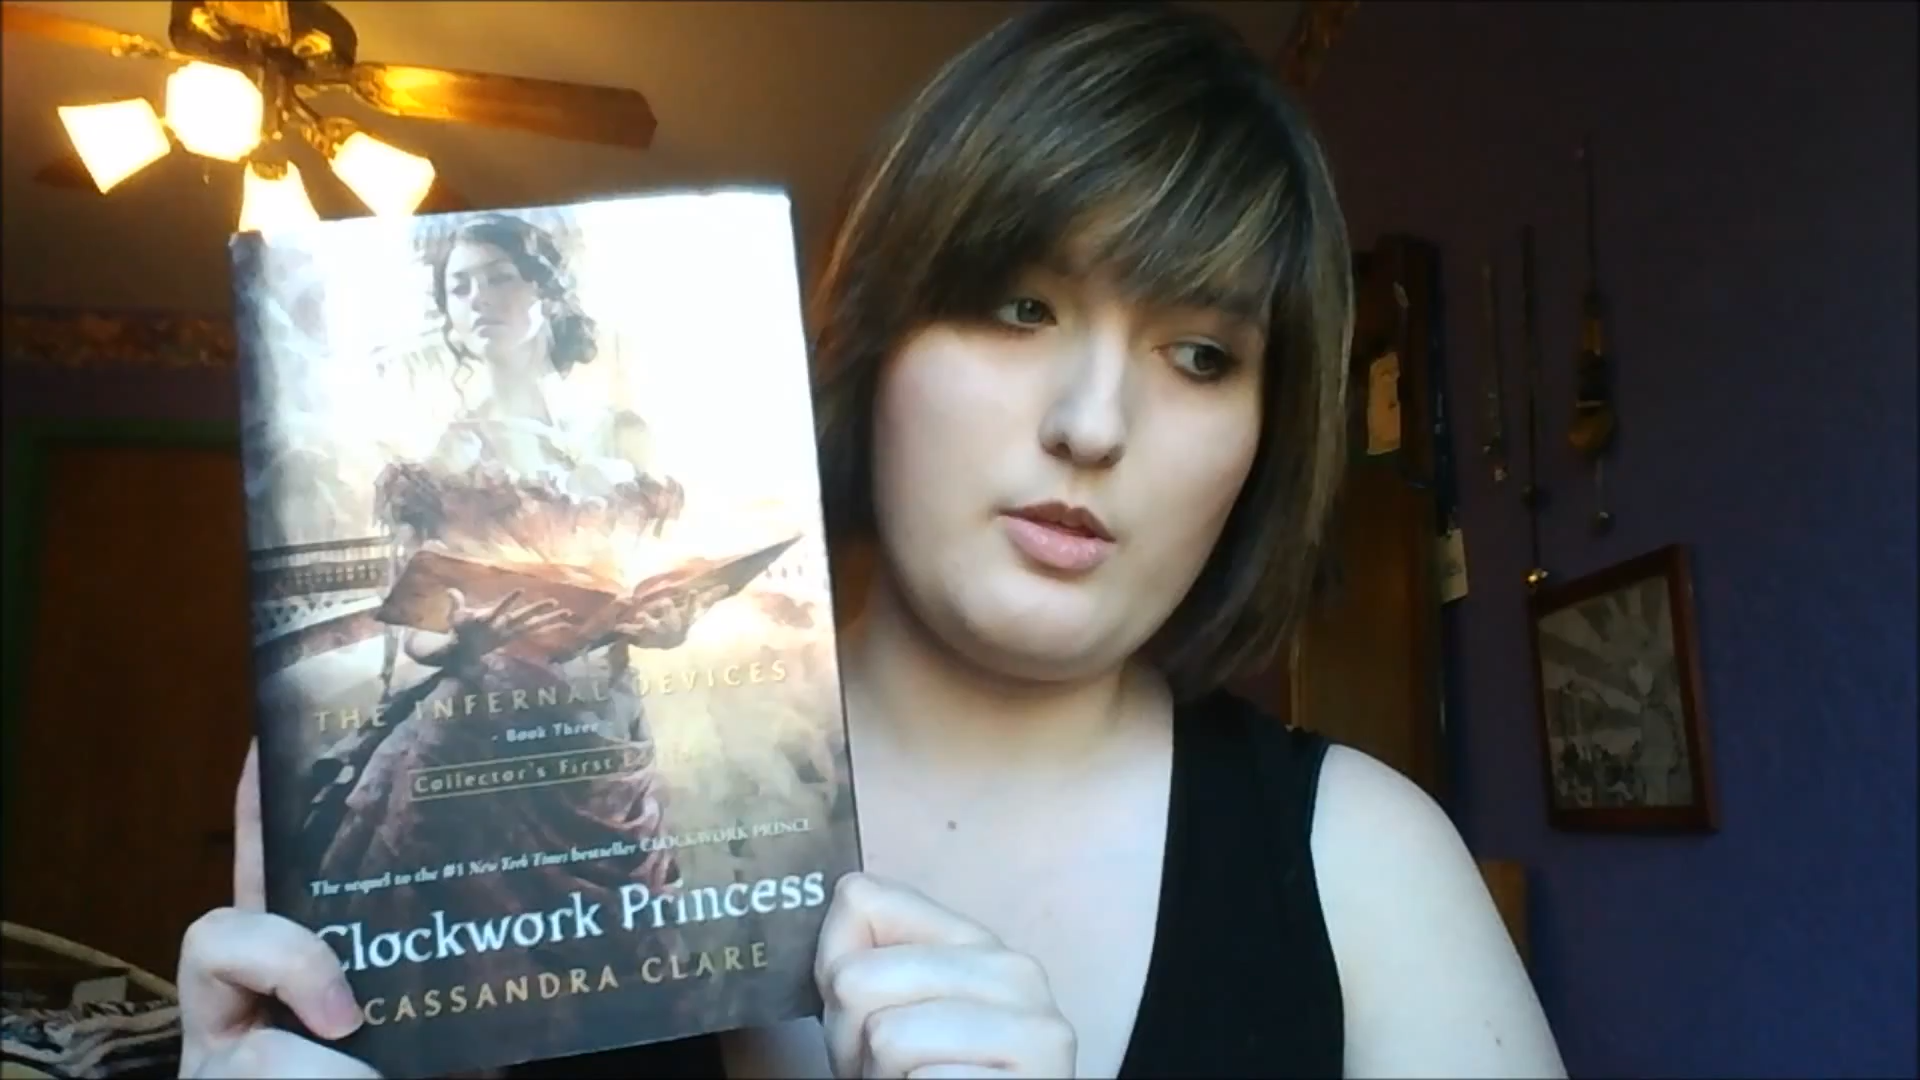 THE INFERNAL DEVICES
- Book Three
Collector's First
The sequel to the #1 New York Times bestseller CLOCKWORK PRINCE
Clockwork Princess
CASSANDRA CLARE